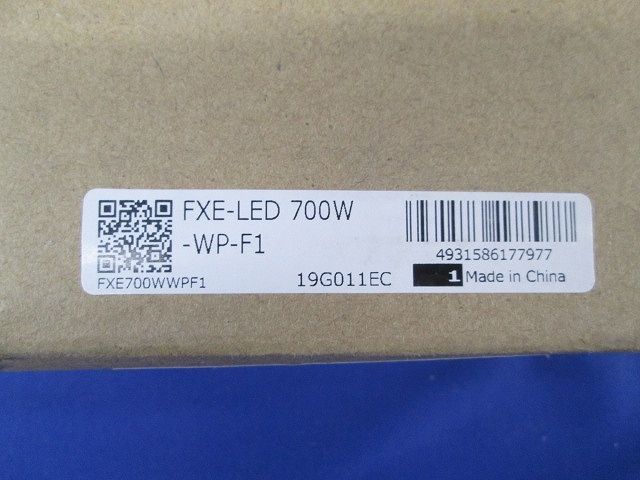 FXE-LED 700W
-WP-F1
FXE700WWPF1
19G011EC
4931586177977
1 Made in China